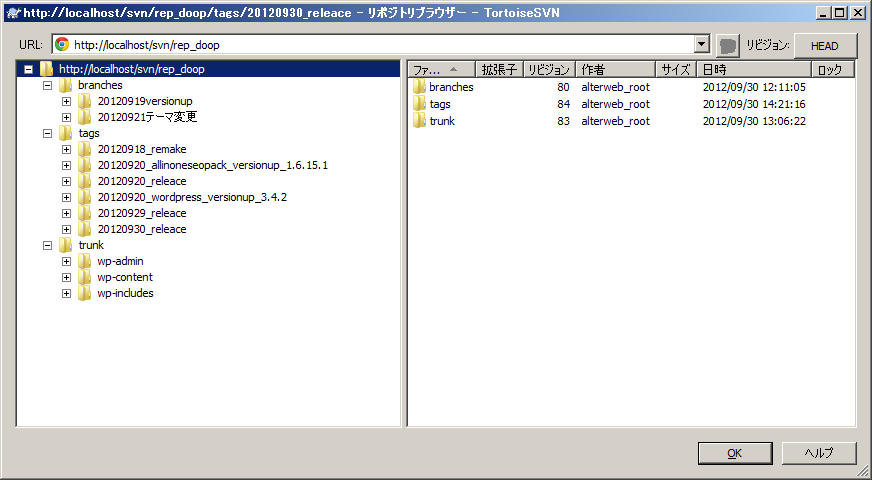 http://localhost/svn/rep_doop/tags/20120930_releace - リポジトリブラウザー - TortoiseSVN
URL: http://localhost/svn/rep_doop リビジョン: HEAD
http://localhost/svn/rep_doop
branches
20120919versionup
20120921テーマ変更
tags
20120918_remake
20120920_allinoneseopack_versionup_1.6.15.1
20120920_releace
20120920_wordpress_versionup_3.4.2
20120929_releace
20120930_releace
trunk
wp-admin
wp-content
wp-includes
ファ... 拡張子 リビジョン 作者 サイズ 日時 ロック
branches 80 alterweb_root 2012/09/30 12:11:05
tags 84 alterweb_root 2012/09/30 14:21:16
trunk 83 alterweb_root 2012/09/30 13:06:22
OK ヘルプ